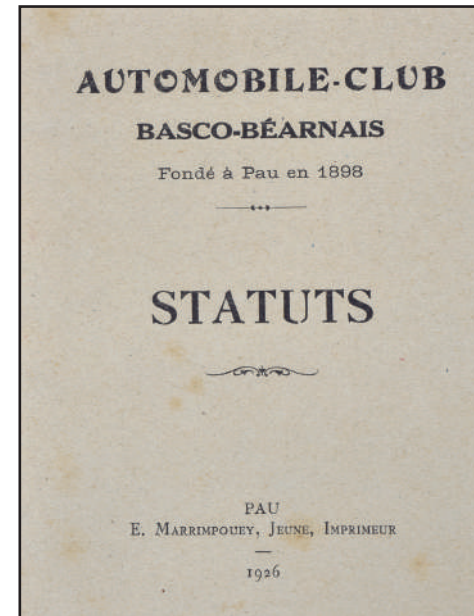 AUTOMOBILE-CLUB
BASCO-BÉARNAIS
Fondé à Pau en 1898
STATUTS
PAU
E. MARRIMPOUEY, JEUNE, IMPRIMEUR
1926